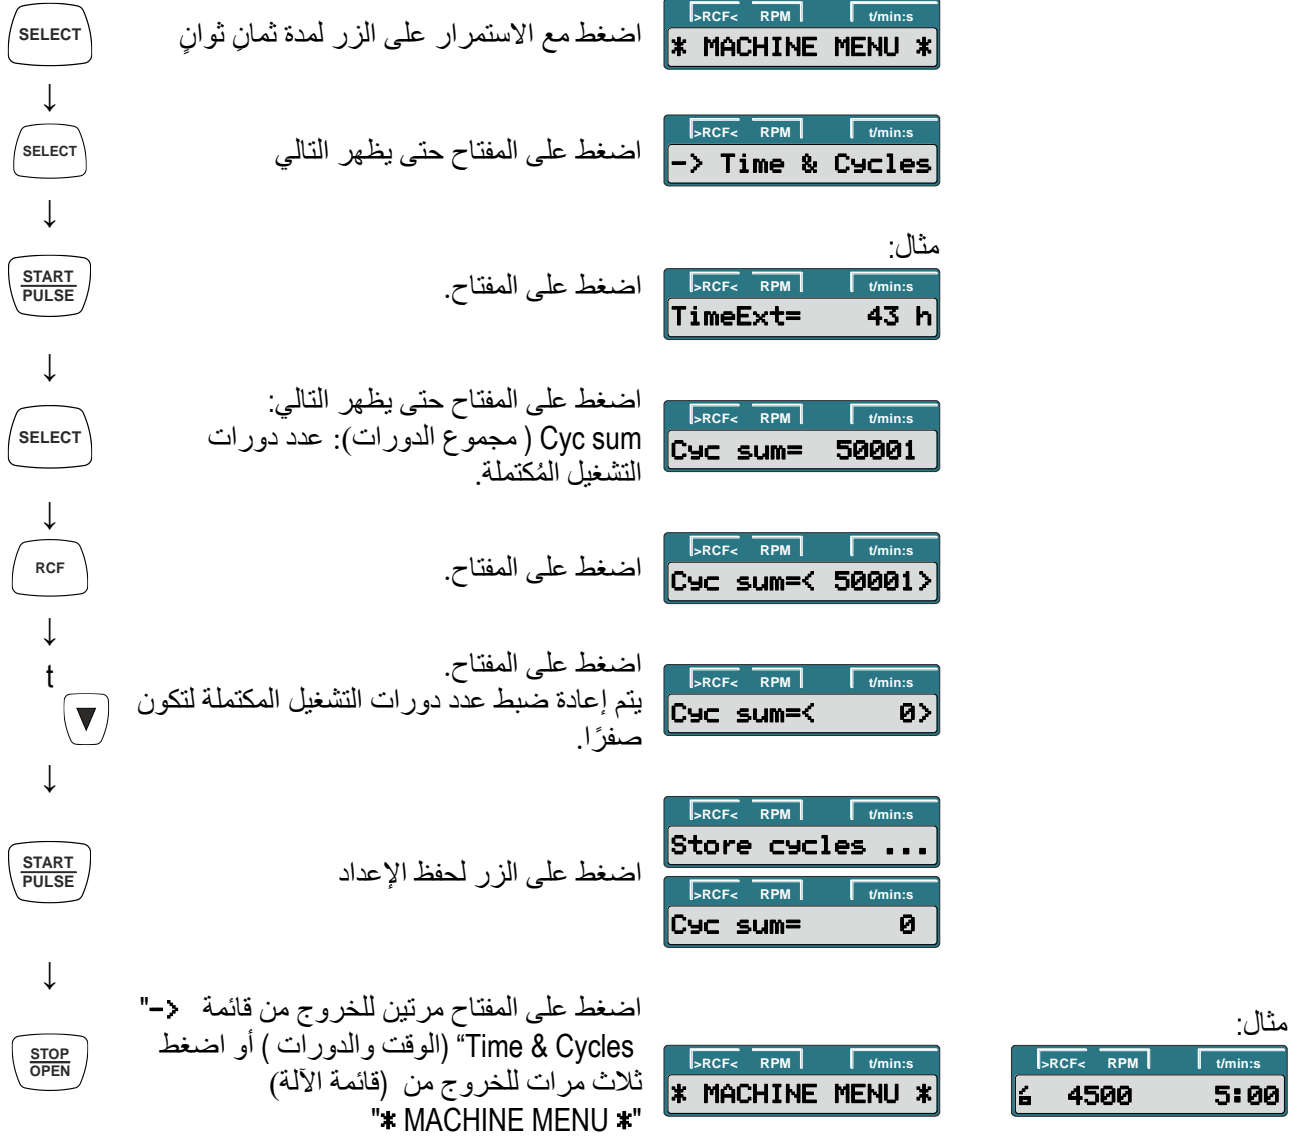 SELECT
اضغط مع الاستمرار على الزر لمدة ثمانِ ثوانٍ
>RCF< RPM t/min:s
* MACHINE MENU *
↓
SELECT
اضغط على المفتاح حتى يظهر التالي
>RCF< RPM t/min:s
-> Time & Cycles
↓
START
PULSE
اضغط على المفتاح.
مثال:
>RCF< RPM t/min:s
TimeExt= 43 h
↓
SELECT
اضغط على المفتاح حتى يظهر التالي:
Cyc sum ( مجموع الدورات): عدد دورات
التشغيل المُكتملة.
>RCF< RPM t/min:s
Cyc sum= 50001
↓
RCF
اضغط على المفتاح.
>RCF< RPM t/min:s
Cyc sum=< 50001>
↓
t
▼
اضغط على المفتاح.
يتم إعادة ضبط عدد دورات التشغيل المكتملة لتكون
صفرًا.
>RCF< RPM t/min:s
Cyc sum=< 0>
↓
START
PULSE
اضغط على الزر لحفظ الإعداد
>RCF< RPM t/min:s
Store cycles ...
>RCF< RPM t/min:s
Cyc sum= 0
↓
STOP
OPEN
اضغط على المفتاح مرتين للخروج من قائمة "->
Time & Cycles“ (الوقت والدورات ) أو اضغط
ثلاث مرات للخروج من (قائمة الآلة)
"* MACHINE MENU *"
>RCF< RPM t/min:s
* MACHINE MENU *
مثال:
>RCF< RPM t/min:s
4500 5:00